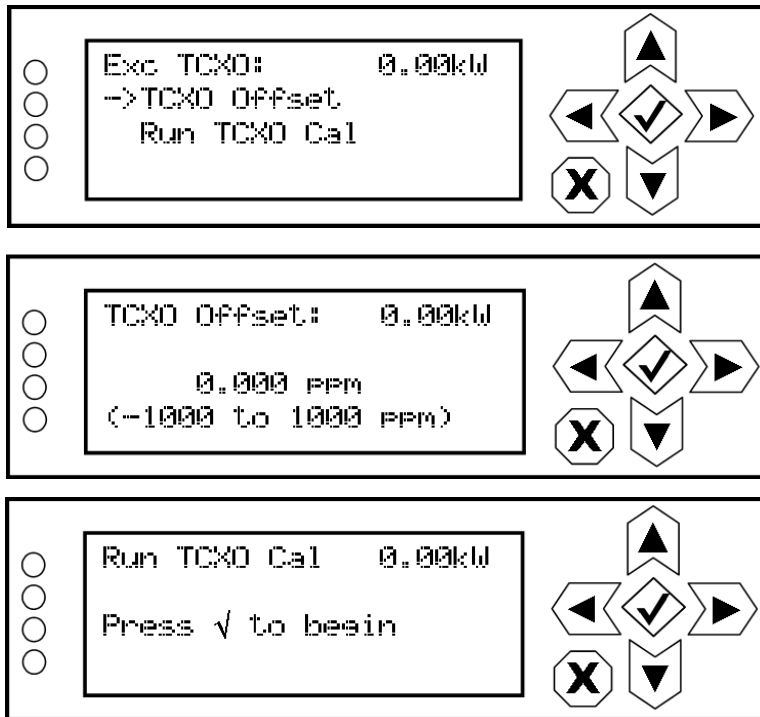 Exc TCXO: 0.00kW
->TCXO Offset
Run TCXO Cal
TCXO Offset: 0.00kW
0.000 ppm
(-1000 to 1000 ppm)
Run TCXO Cal 0.00kW
Press √ to begin